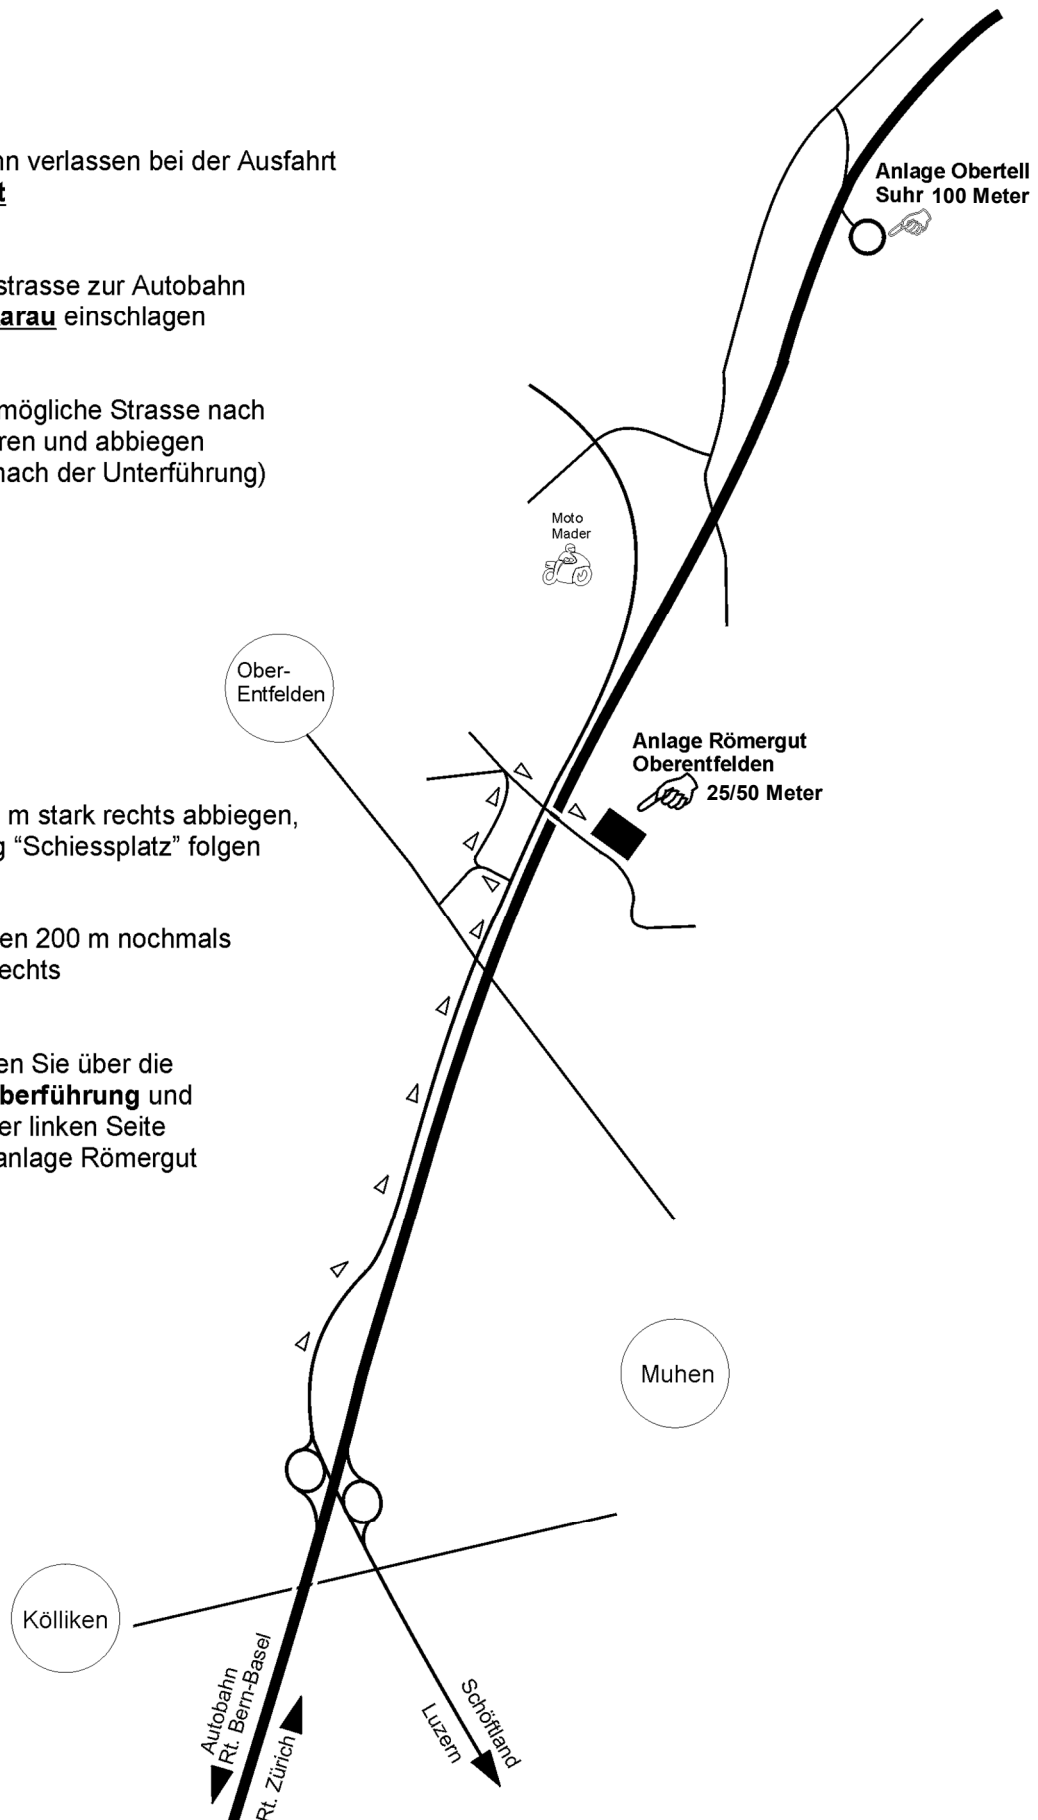 nn verlassen bei der Ausfahrt
t
strasse zur Autobahn
arau einschlagen
mögliche Strasse nach
ren und abbiegen
nach der Unterführung)
m stark rechts abbiegen,
g “Schiessplatz” folgen
en 200 m nochmals
echts
en Sie über die
berführung und
er linken Seite
anlage Römergut
Anlage Obertell
Suhr 100 Meter
Moto
Mader
Ober-
Entfelden
Anlage Römergut
Oberentfelden
25/50 Meter
Muhen
Kölliken
Autobahn
Rt. Bern-Basel
Rt. Zürich
Schöftland
Luzern